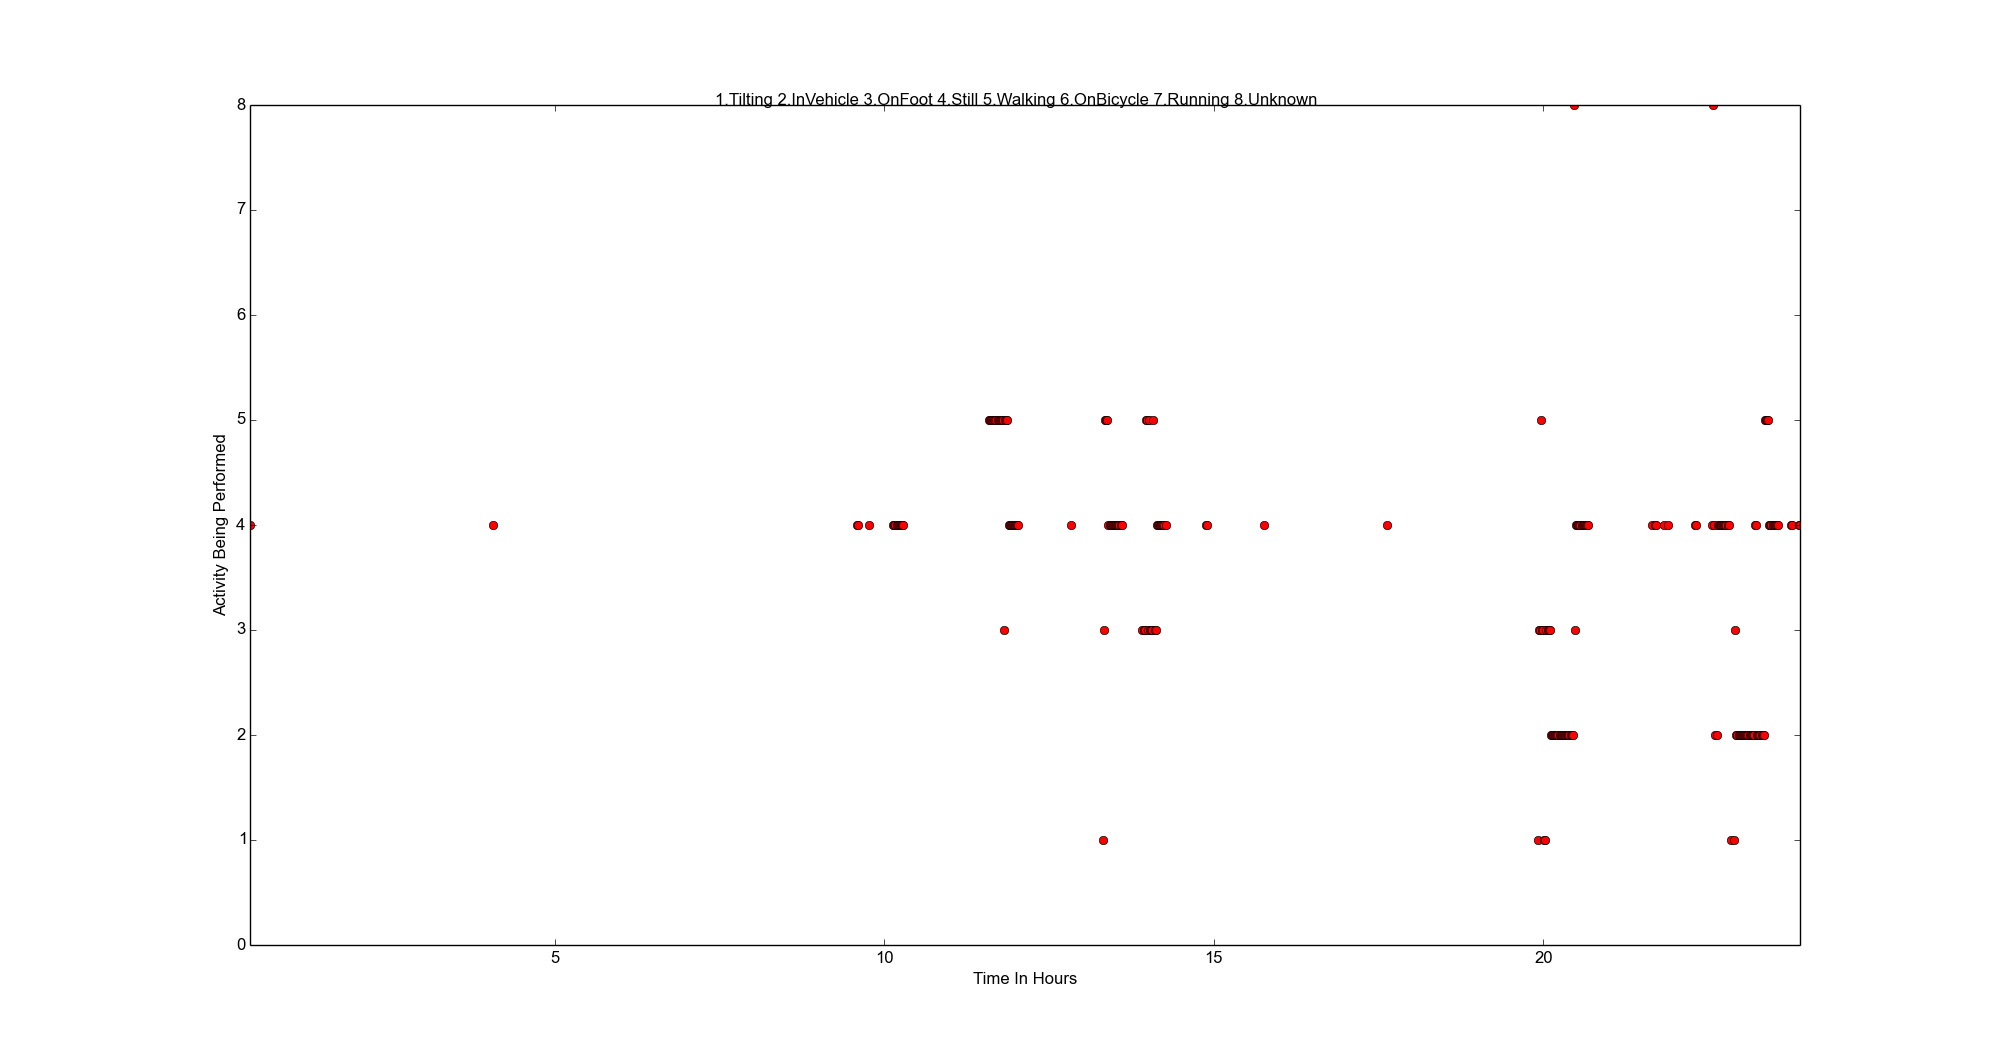 1.Tilting 2.InVehicle 3.OnFoot 4.Still 5.Walking 6.OnBicycle 7.Running 8.Unknown
8
7
6
5
4
3
2
1
0
Activity Being Performed
5 10 15 20
Time In Hours